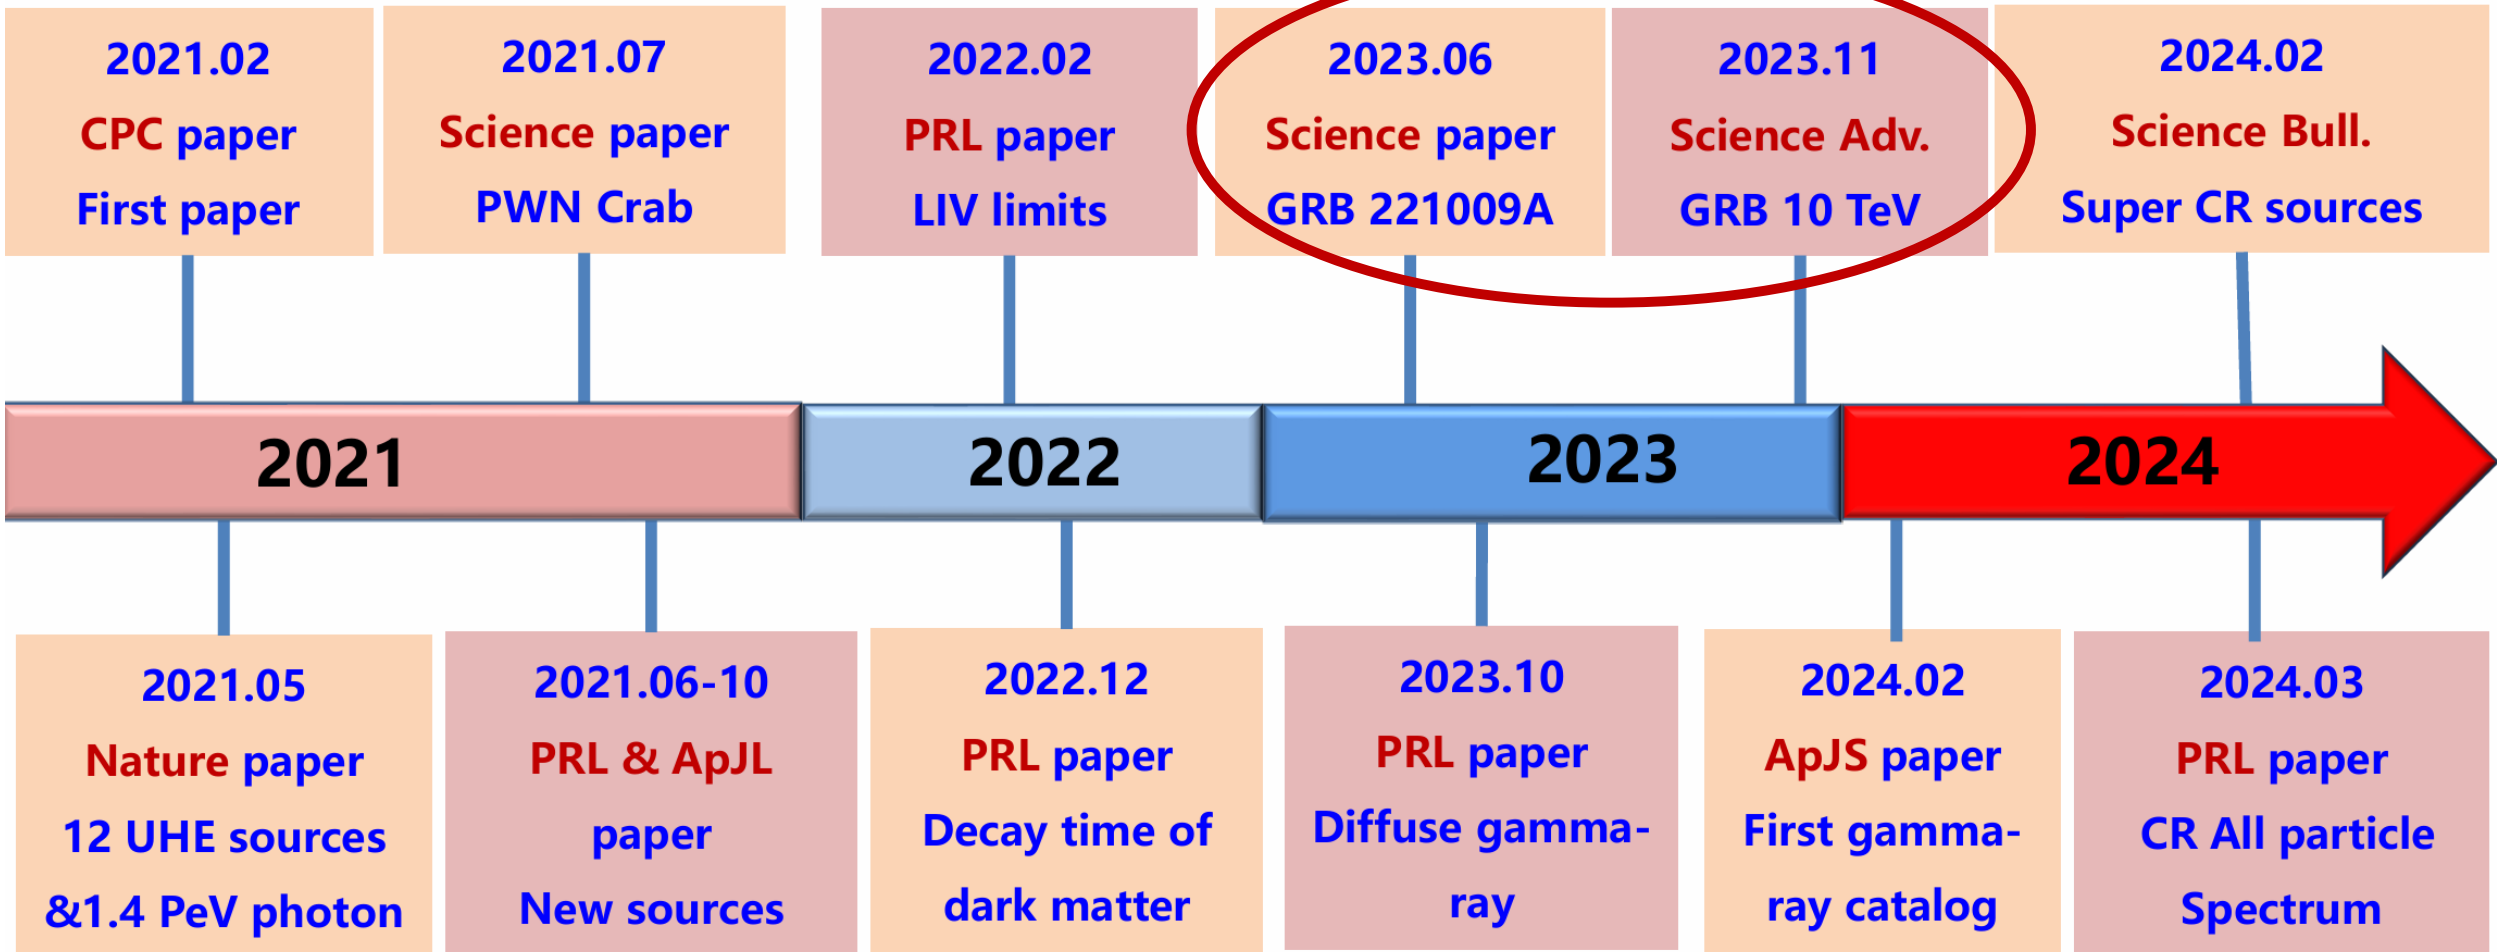 2021.02
CPC paper
First paper
2021.07
Science paper
PWN Crab
2022.02
PRL paper
LIV limits
2023.06
Science paper
GRB 221009A
2023.11
Science Adv.
GRB 10 TeV
2024.02
Science Bull.
Super CR sources
2021
2022
2023
2024
2021.05
Nature paper
12 UHE sources
&1.4 PeV photon
2021.06-10
PRL & ApJL
paper
New sources
2022.12
PRL paper
Decay time of
dark matter
2023.10
PRL paper
Diffuse gamma-
ray
2024.02
ApJS paper
First gamma-
ray catalog
2024.03
PRL paper
CR All particle
Spectrum